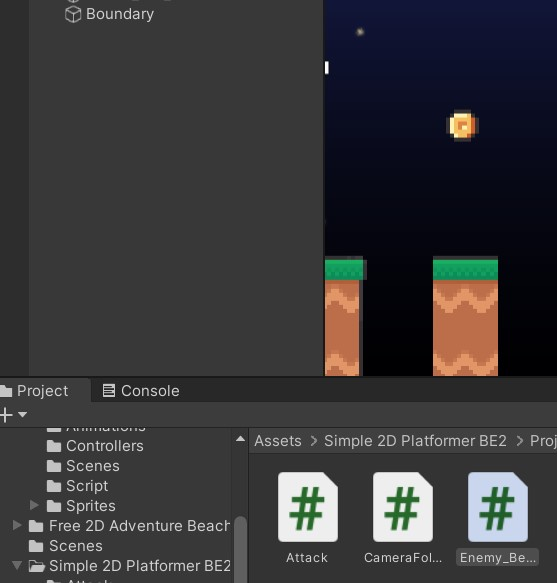 Boundary
Project
Console
Animations
Controllers
Scenes
Script
Sprites
Free 2D Adventure Beach
Scenes
Simple 2D Platformer BE2
Assets > Simple 2D Platformer BE2 > Proj
Attack
CameraFol...
Enemy_Be...